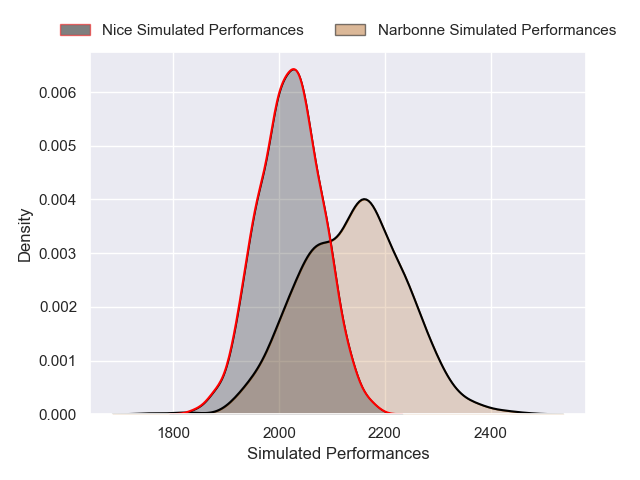 Nice Simulated Performances Narbonne Simulated Performances
0.006
0.005
0.004
0.003
0.002
0.001
0.000
Density
1800 2000 2200 2400
Simulated Performances